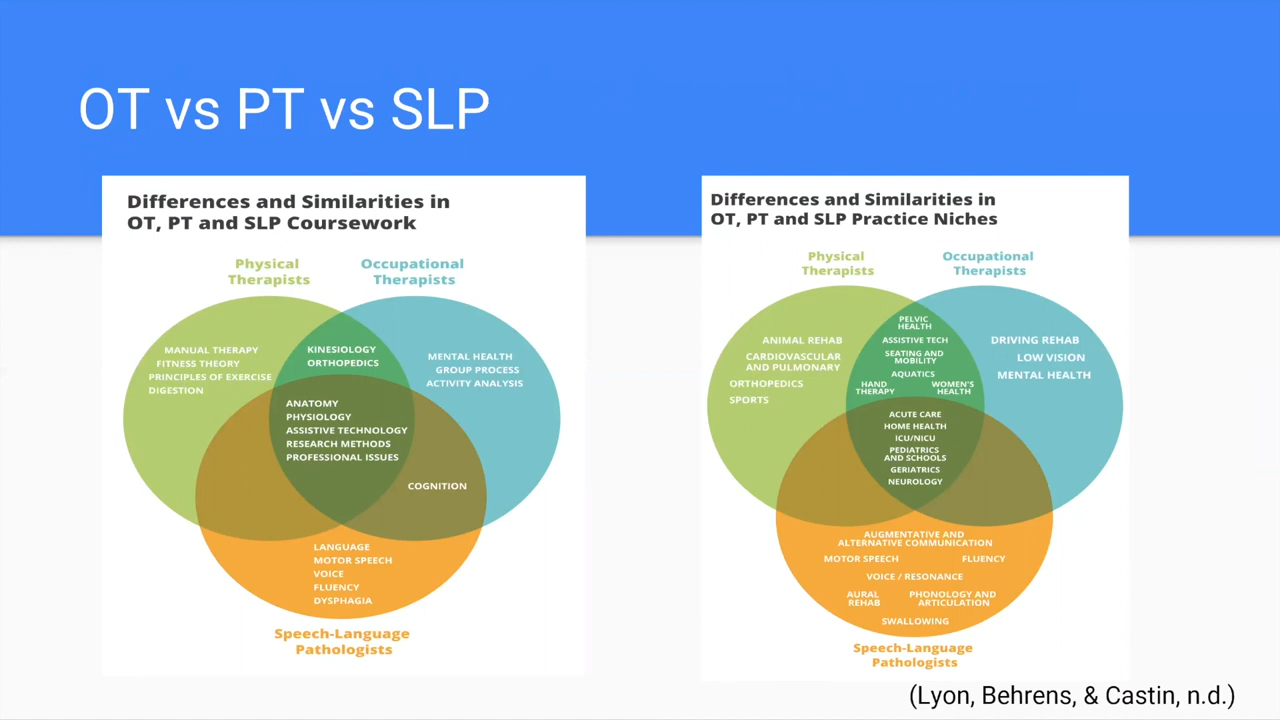 OT vs PT vs SLP
Differences and Similarities in
OT, PT and SLP Coursework
Physical
Therapists
Occupational
Therapists
MANUAL THERAPY
FITNESS THEORY
PRINCIPLES OF EXERCISE
DIGESTION
KINESIOLOGY
ORTHOPEDICS
MENTAL HEALTH
GROUP PROCESS
ACTIVITY ANALYSIS
ANATOMY
PHYSIOLOGY
ASSISTIVE TECHNOLOGY
RESEARCH METHODS
PROFESSIONAL ISSUES
COGNITION
LANGUAGE
MOTOR SPEECH
VOICE
FLUENCY
DYSPHAGIA
Speech-Language
Pathologists
Differences and Similarities in
OT, PT and SLP Practice Niches
Physical
Therapists
Occupational
Therapists
ANIMAL REHAB
CARDIOVASCULAR
AND PULMONARY
ORTHOPEDICS
SPORTS
PELVIC
HEALTH
ASSISTIVE TECH
SEATING AND
MOBILITY
AQUATICS
HAND
THERAPY
WOMEN'S
HEALTH
DRIVING REHAB
LOW VISION
MENTAL HEALTH
ACUTE CARE
HOME HEALTH
ICU/NICU
PEDIATRICS
AND SCHOOLS
GERIATRICS
NEUROLOGY
AUGMENTATIVE AND
ALTERNATIVE COMMUNICATION
MOTOR SPEECH
FLUENCY
VOICE / RESONANCE
AURAL
REHAB
PHONOLOGY AND
ARTICULATION
SWALLOWING
Speech-Language
Pathologists
(Lyon, Behrens, & Castin, n.d.)